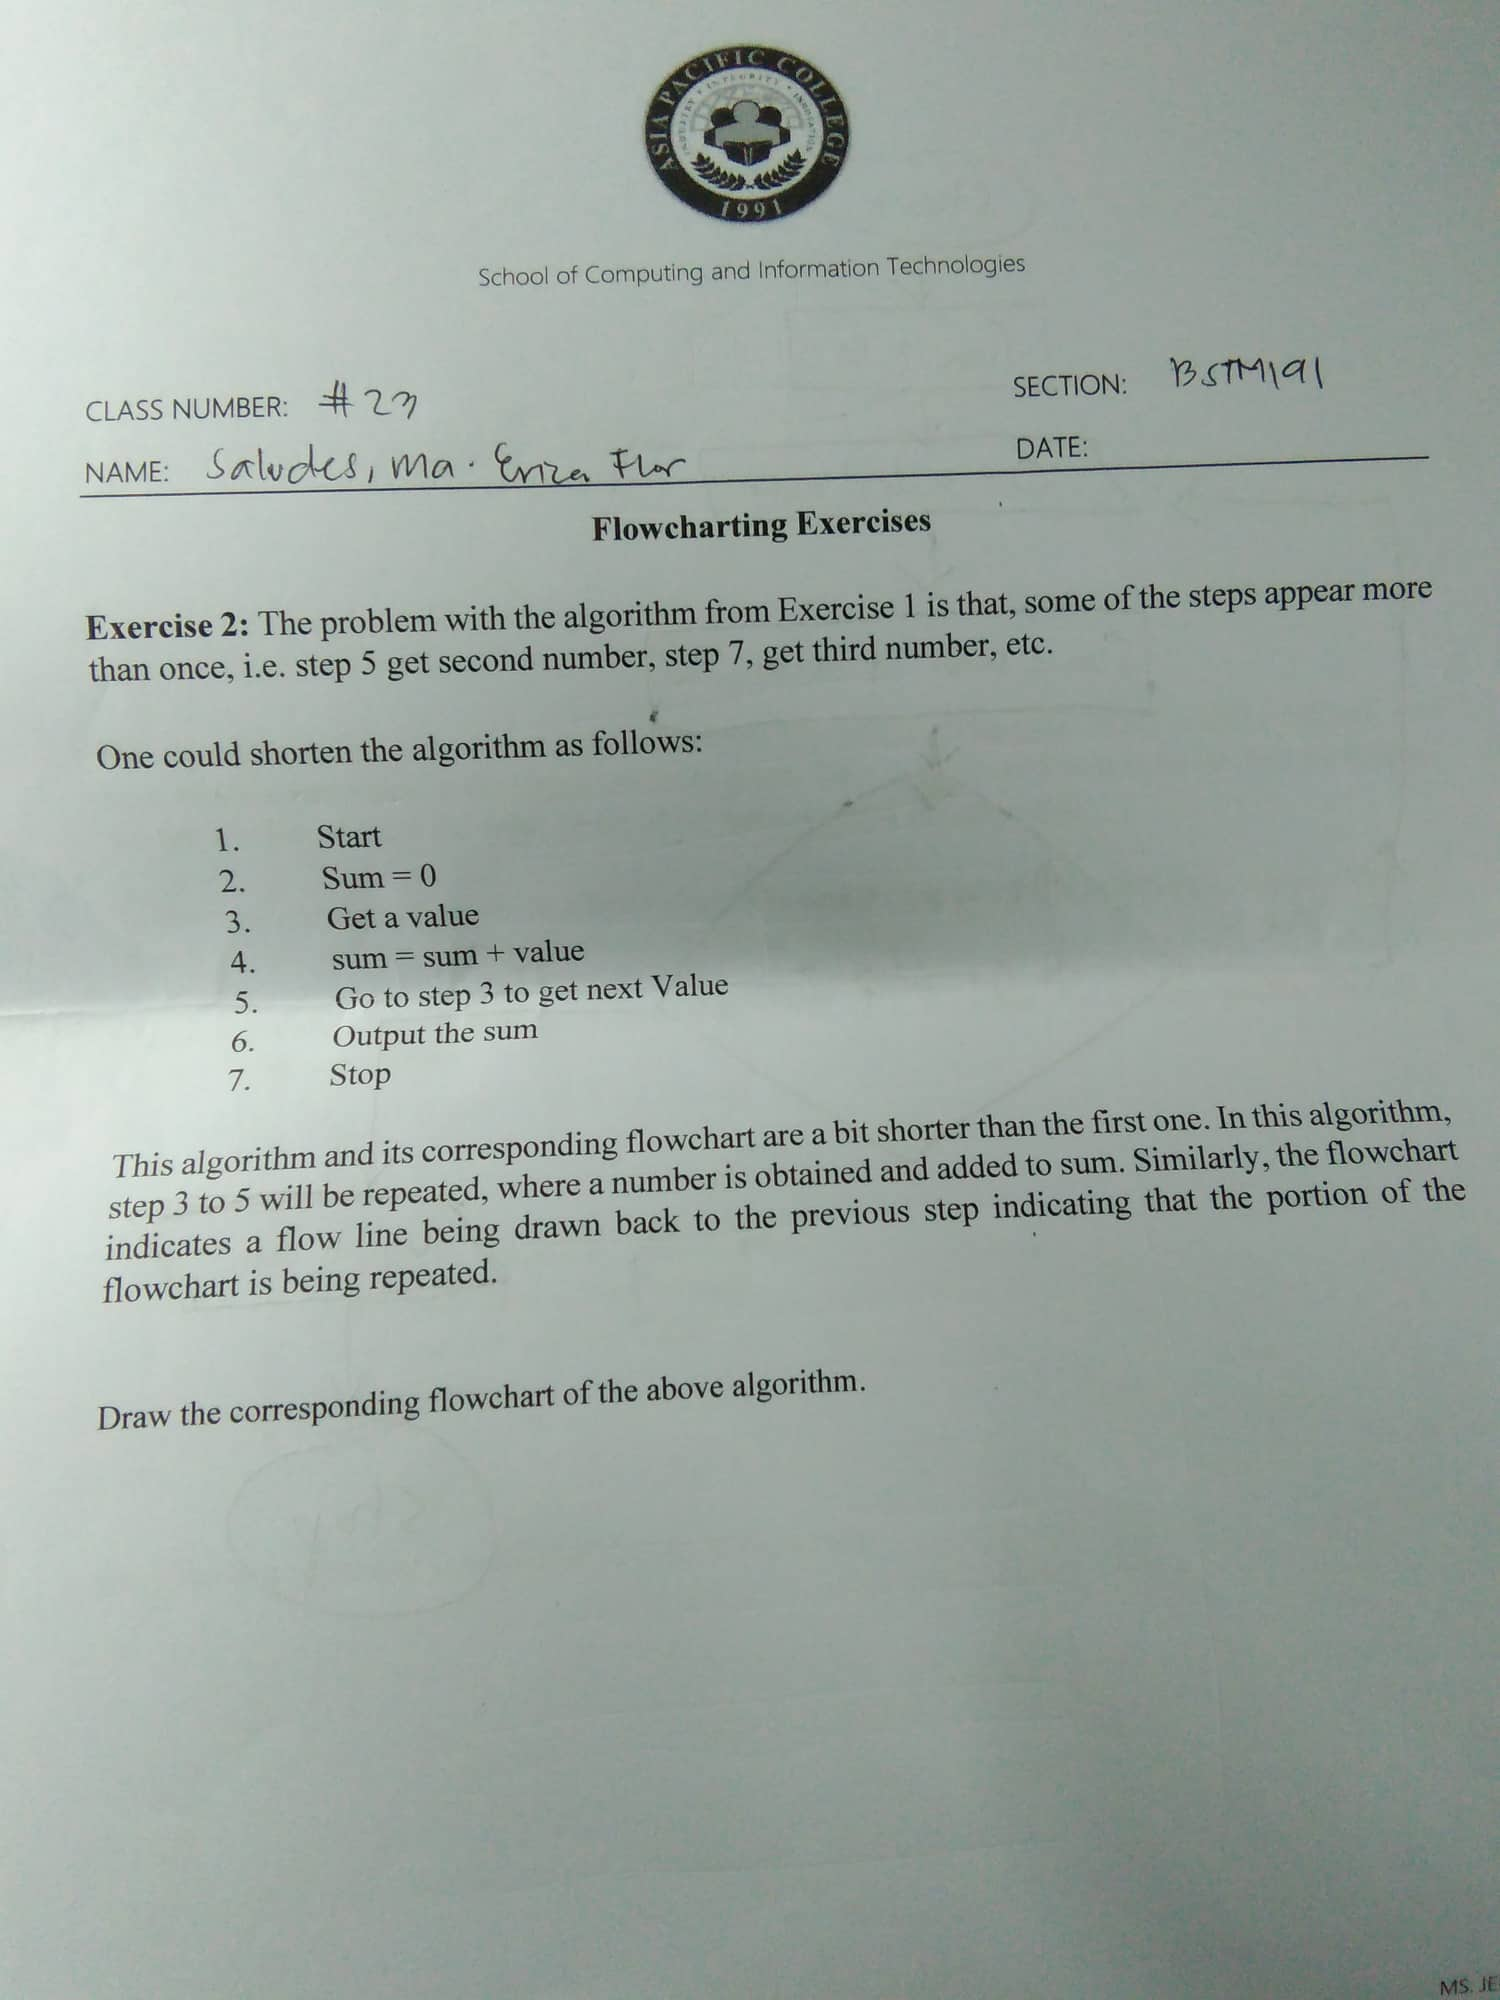 ASIA PACIFIC COLLEGE
INDUSTRY • INTEGRITY • INNOVATION
1991
School of Computing and Information Technologies
CLASS NUMBER: #23
SECTION: BSTM191
NAME: Saludes, Ma. Eriza Flor
DATE:
Flowcharting Exercises
Exercise 2: The problem with the algorithm from Exercise 1 is that, some of the steps appear more
than once, i.e. step 5 get second number, step 7, get third number, etc.
One could shorten the algorithm as follows:
1. Start
2. Sum = 0
3. Get a value
4. sum = sum + value
5. Go to step 3 to get next Value
6. Output the sum
7. Stop
This algorithm and its corresponding flowchart are a bit shorter than the first one. In this algorithm,
step 3 to 5 will be repeated, where a number is obtained and added to sum. Similarly, the flowchart
indicates a flow line being drawn back to the previous step indicating that the portion of the
flowchart is being repeated.
Draw the corresponding flowchart of the above algorithm.
MS. JE